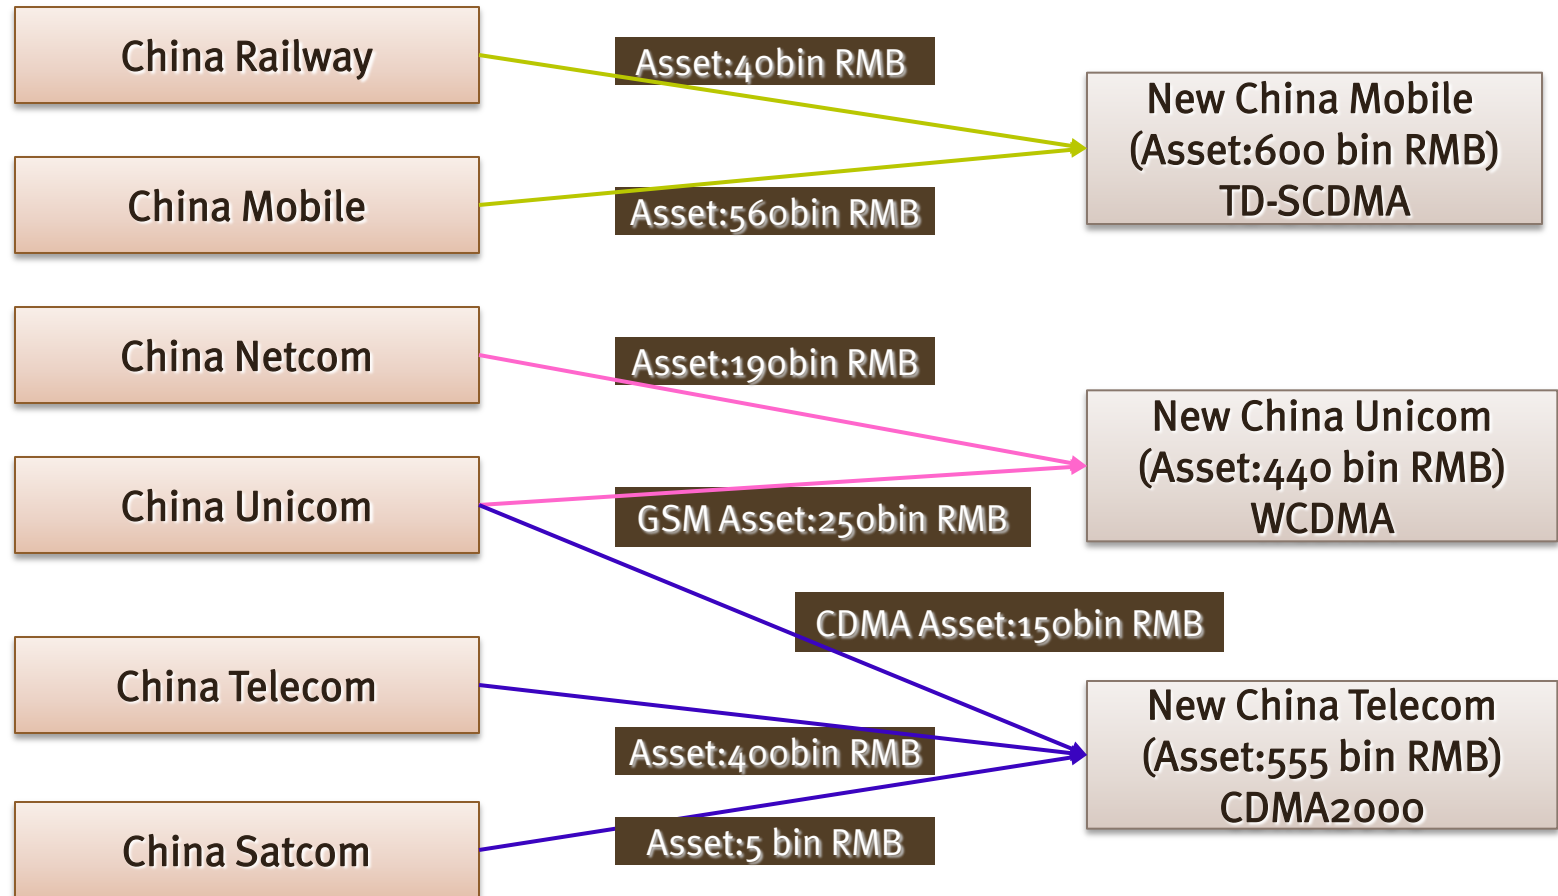 China Railway
Asset:40bin RMB
China Mobile
Asset:560bin RMB
New China Mobile
(Asset:600 bin RMB)
TD-SCDMA
China Netcom
Asset:190bin RMB
China Unicom
GSM Asset:250bin RMB
New China Unicom
(Asset:440 bin RMB)
WCDMA
CDMA Asset:150bin RMB
China Telecom
Asset:400bin RMB
China Satcom
Asset:5 bin RMB
New China Telecom
(Asset:555 bin RMB)
CDMA2000